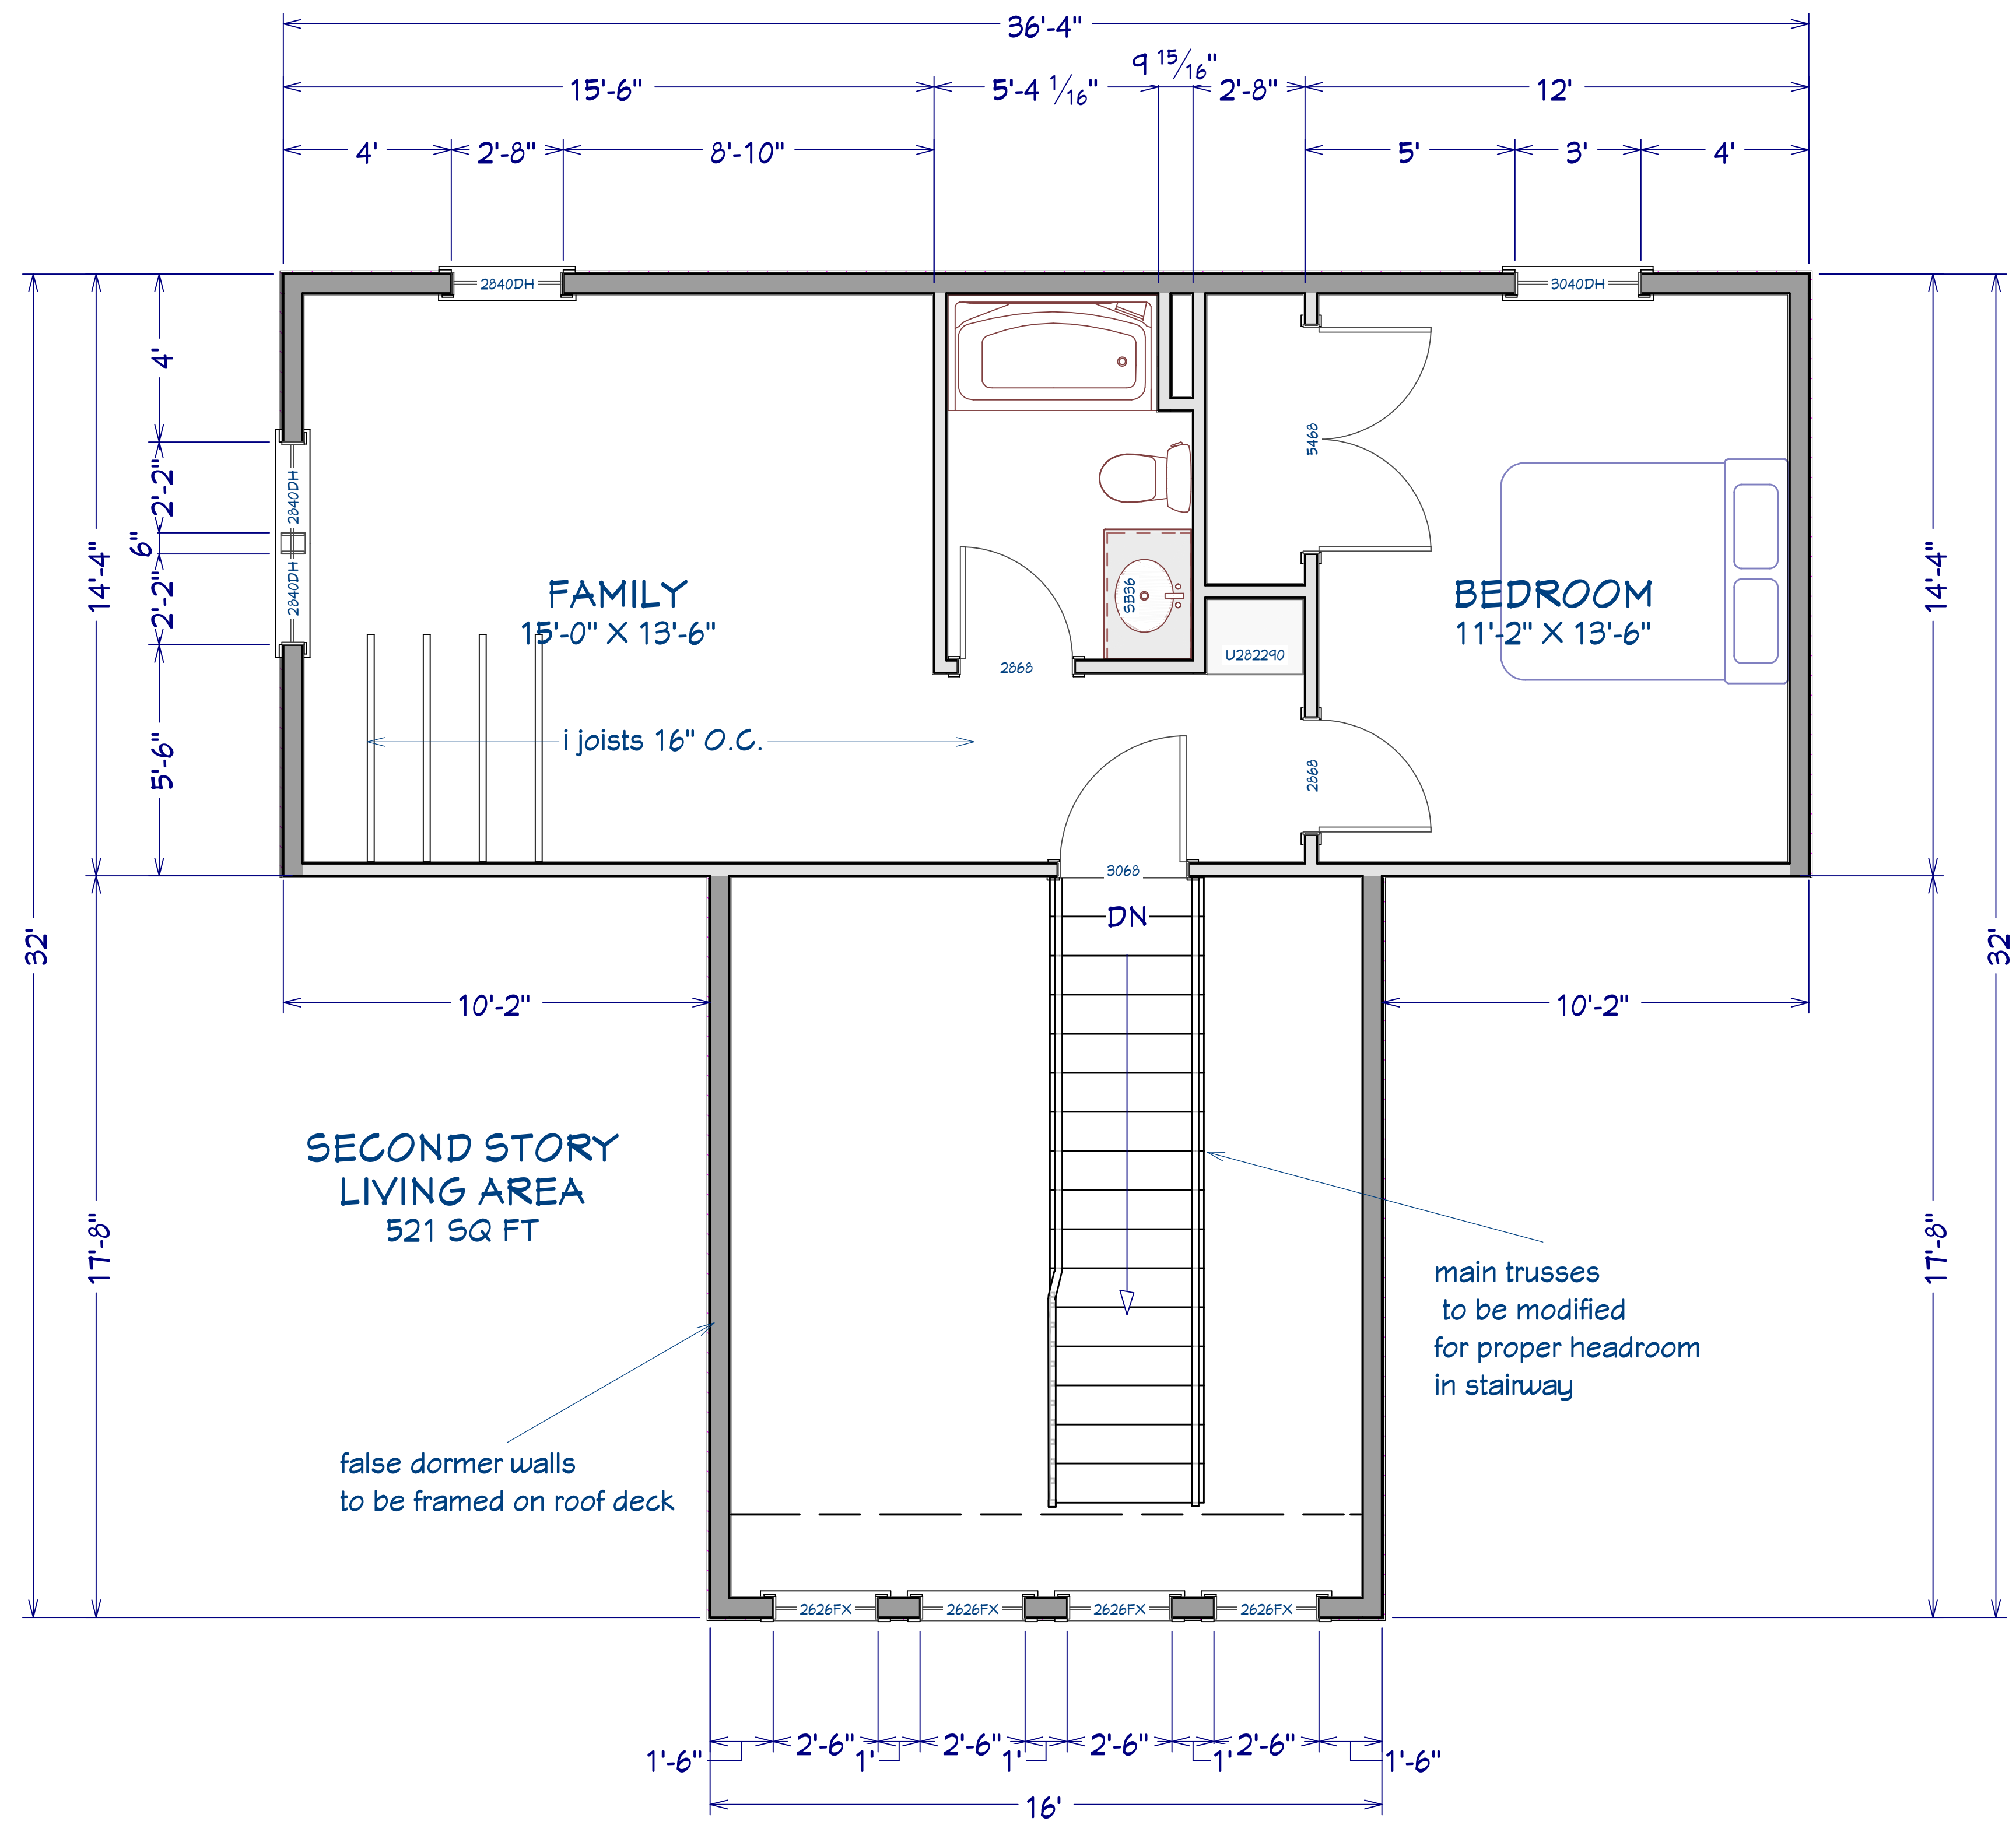 36'-4"
15'-6"
5'-4 1/16"
9 15/16"
2'-8"
12'
4'
2'-8"
8'-10"
5'
3'
4'
2840DH
3040DH
4'
2'-2"
6"
2'-2"
5'-6"
14'-4"
32'
17'-8"
2840DH
2840DH
5468
FAMILY
15'-0" X 13'-6"
SB36
BEDROOM
11'-2" X 13'-6"
2868
U282290
i joists 16" O.C.
2868
3068
DN
14'-4"
32'
17'-8"
10'-2"
10'-2"
SECOND STORY
LIVING AREA
521 SQ FT
main trusses
to be modified
for proper headroom
in stairway
false dormer walls
to be framed on roof deck
2626FX
2626FX
2626FX
2626FX
1'-6"
2'-6"
1'
2'-6"
1'
2'-6"
1'
2'-6"
1'-6"
16'